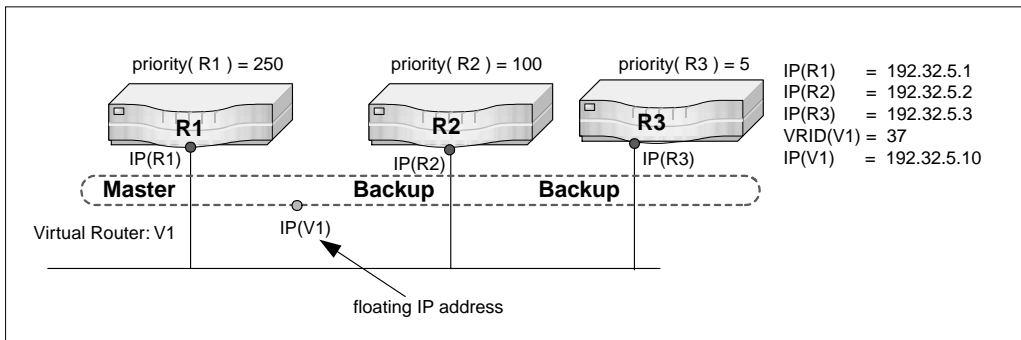 priority( R1 ) = 250
priority( R2 ) = 100
priority( R3 ) = 5
IP(R1) = 192.32.5.1
IP(R2) = 192.32.5.2
IP(R3) = 192.32.5.3
VRID(V1) = 37
IP(V1) = 192.32.5.10
R1
R2
R3
IP(R1)
IP(R2)
IP(R3)
Master
Backup
Backup
Virtual Router: V1
IP(V1)
floating IP address